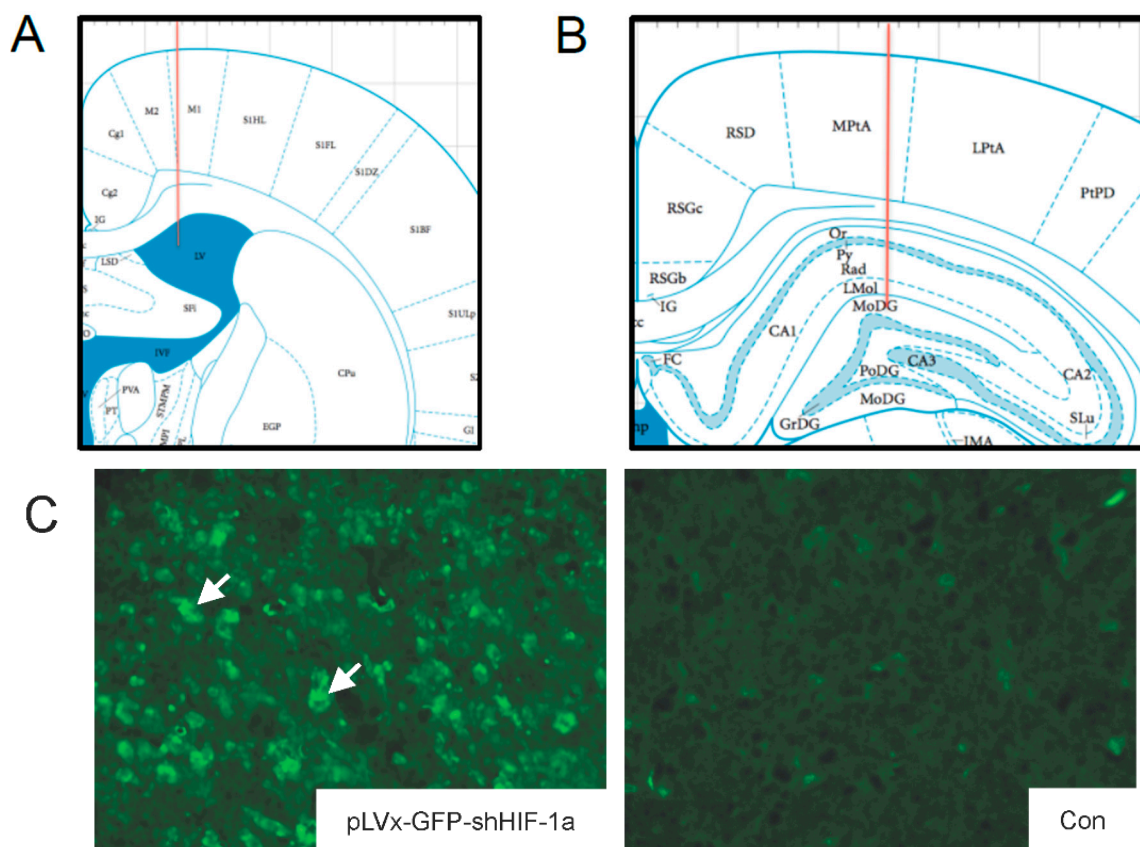 A
M2
M1
S1HL
Cg1
S1FL
S1DZ
Cg2
S1BF
IG
LSD
LV
SFi
S1ULp
IVF
CPu
PVA
PT
STMPM
EGP
GI
B
RSD
MPtA
LPtA
PtPD
RSGc
Or
Py
Rad
RSGb
LMol
IG
MoDG
cc
CA1
FC
CA3
CA2
PoDG
MoDG
SLu
GrDG
IMA
C
pLVx-GFP-shHIF-1a
Con